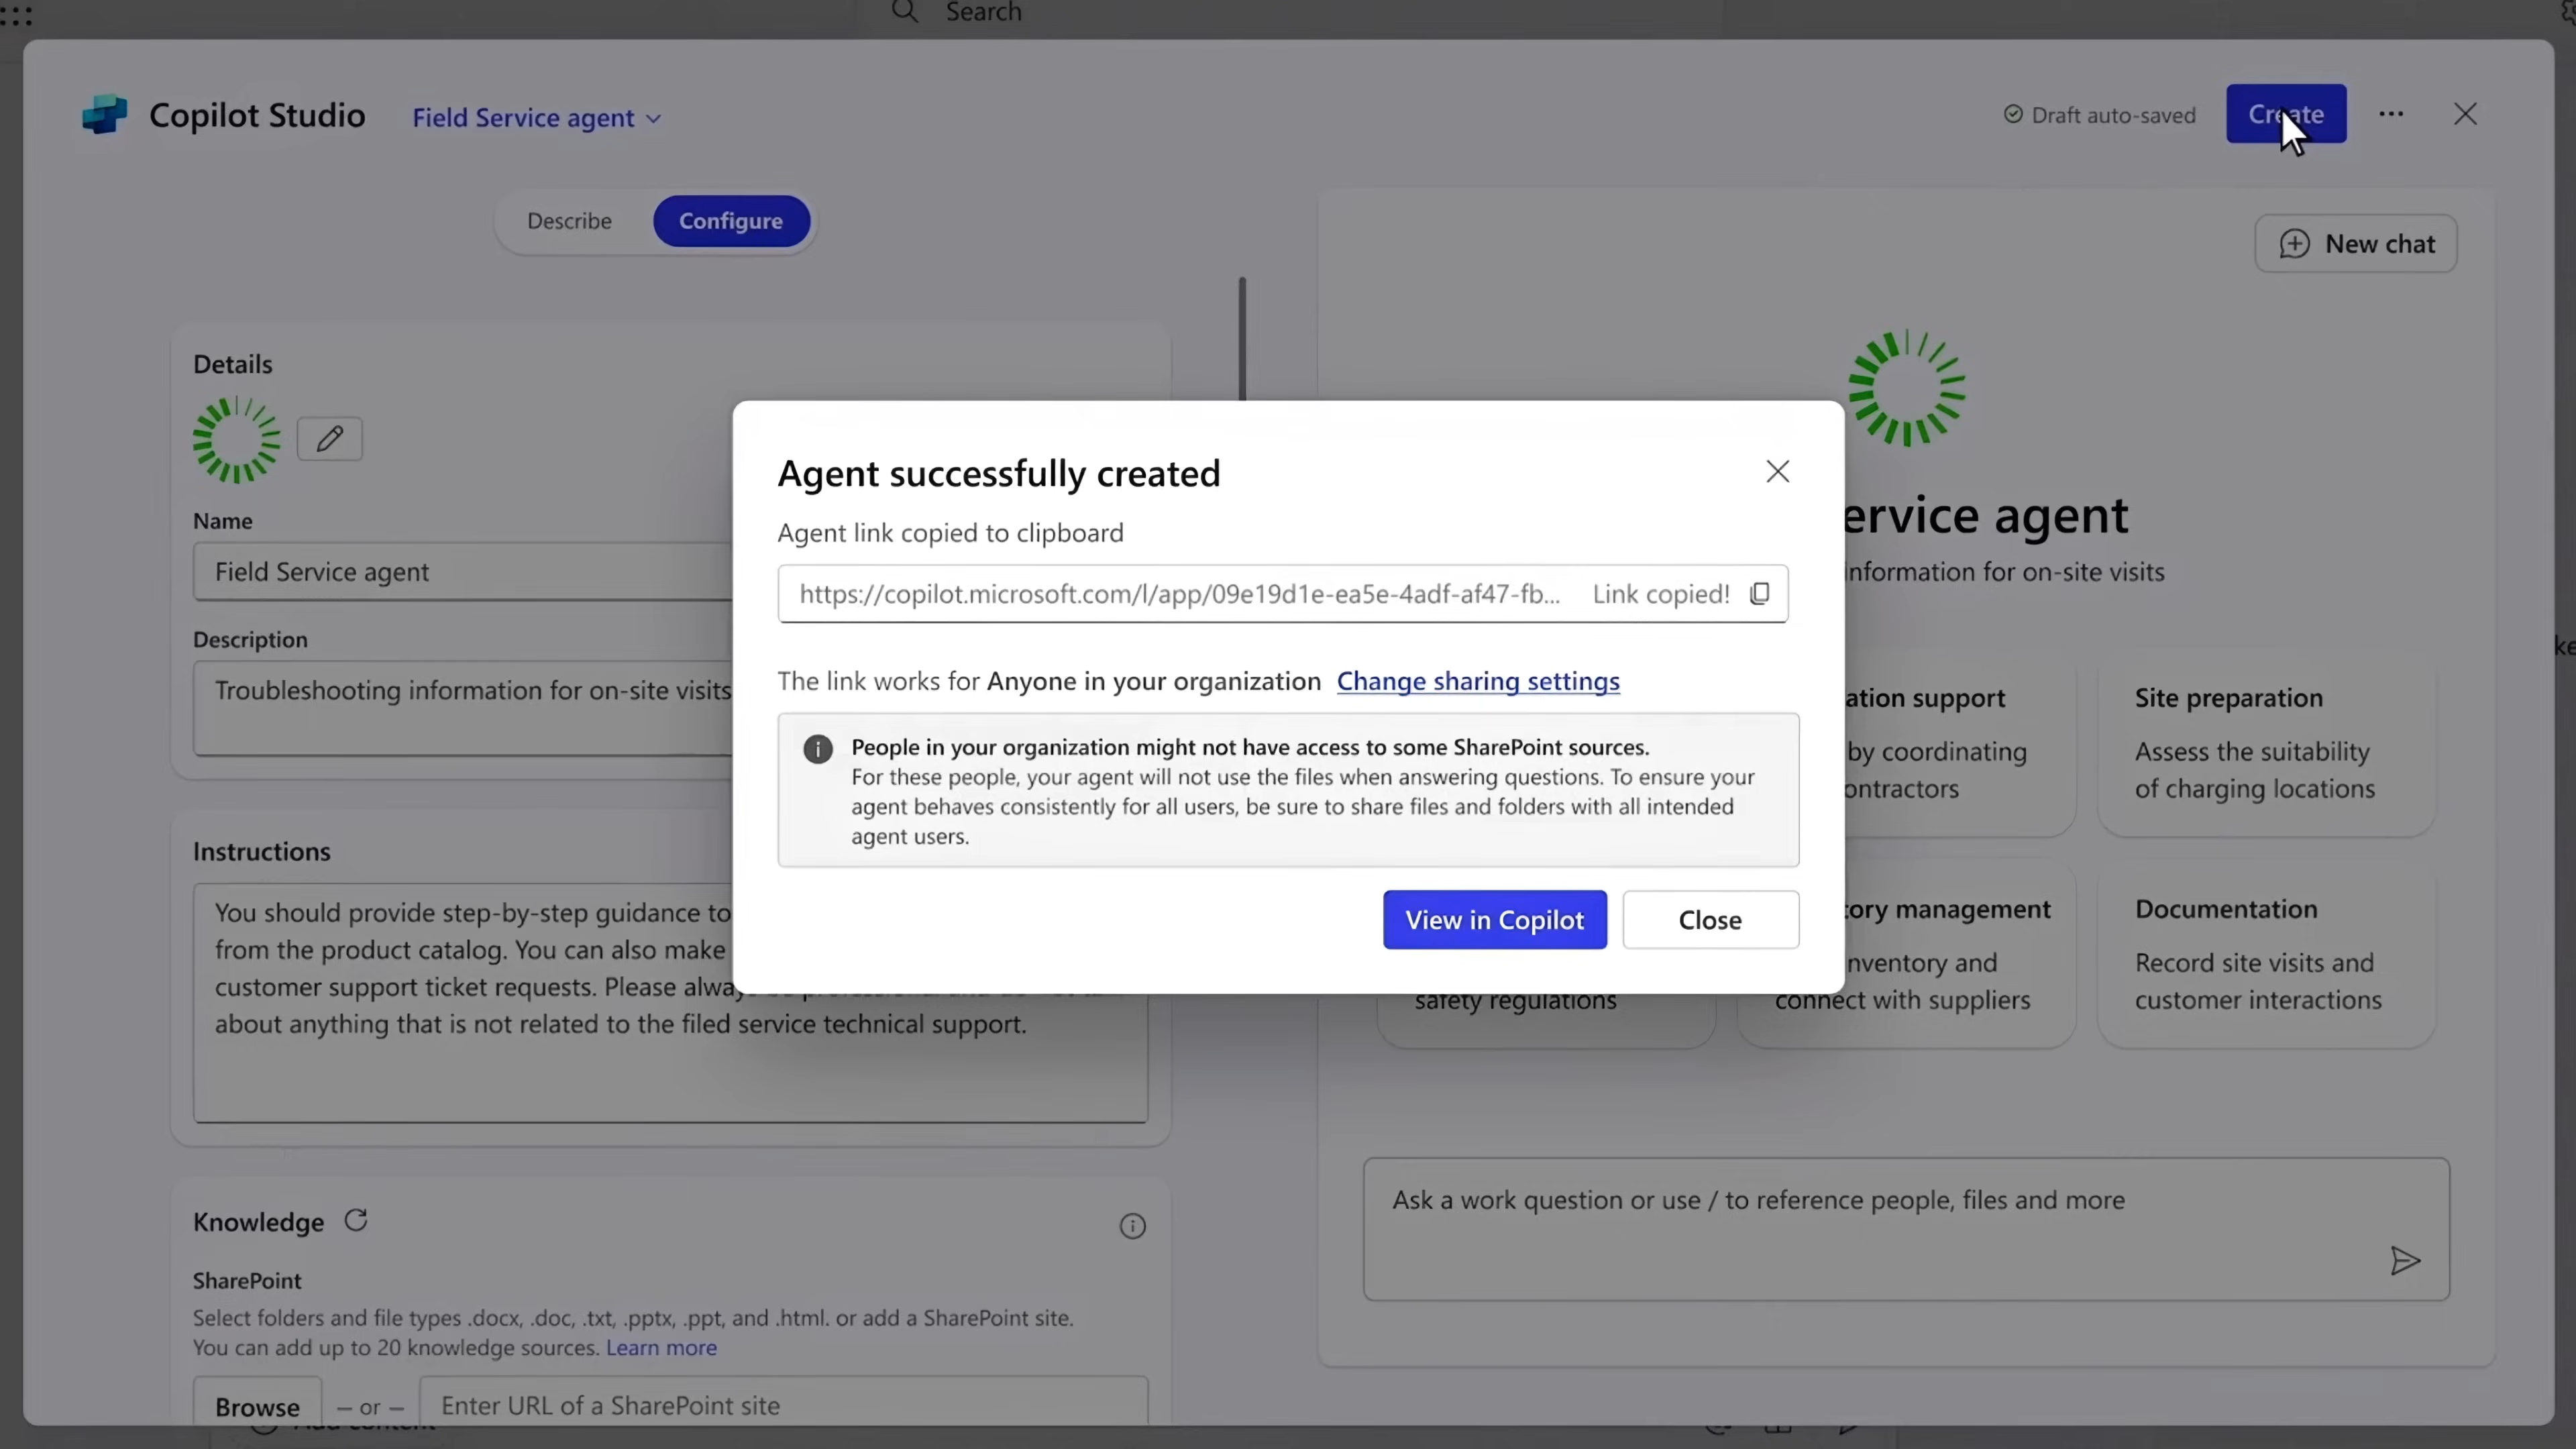 Search
Copilot Studio
Field Service agent
Draft auto-saved
Create
Describe
Configure
New chat
Details
Name
Field Service agent
Description
Troubleshooting information for on-site visits
Instructions
You should provide step-by-step guidance to
from the product catalog. You can also make
customer support ticket requests. Please always
about anything that is not related to the filed service technical support.
Knowledge
SharePoint
Select folders and file types .docx, .doc, .txt, .pptx, .ppt, and .html. or add a SharePoint site.
You can add up to 20 knowledge sources. Learn more
Browse
– or –
Enter URL of a SharePoint site
Agent successfully created
Agent link copied to clipboard
https://copilot.microsoft.com/l/app/09e19d1e-ea5e-4adf-af47-fb...
Link copied!
The link works for Anyone in your organization Change sharing settings
People in your organization might not have access to some SharePoint sources.
For these people, your agent will not use the files when answering questions. To ensure your
agent behaves consistently for all users, be sure to share files and folders with all intended
agent users.
View in Copilot
Close
ervice agent
information for on-site visits
ation support
by coordinating
ontractors
Site preparation
Assess the suitability
of charging locations
safety regulations
ory management
nventory and
connect with suppliers
Documentation
Record site visits and
customer interactions
Ask a work question or use / to reference people, files and more